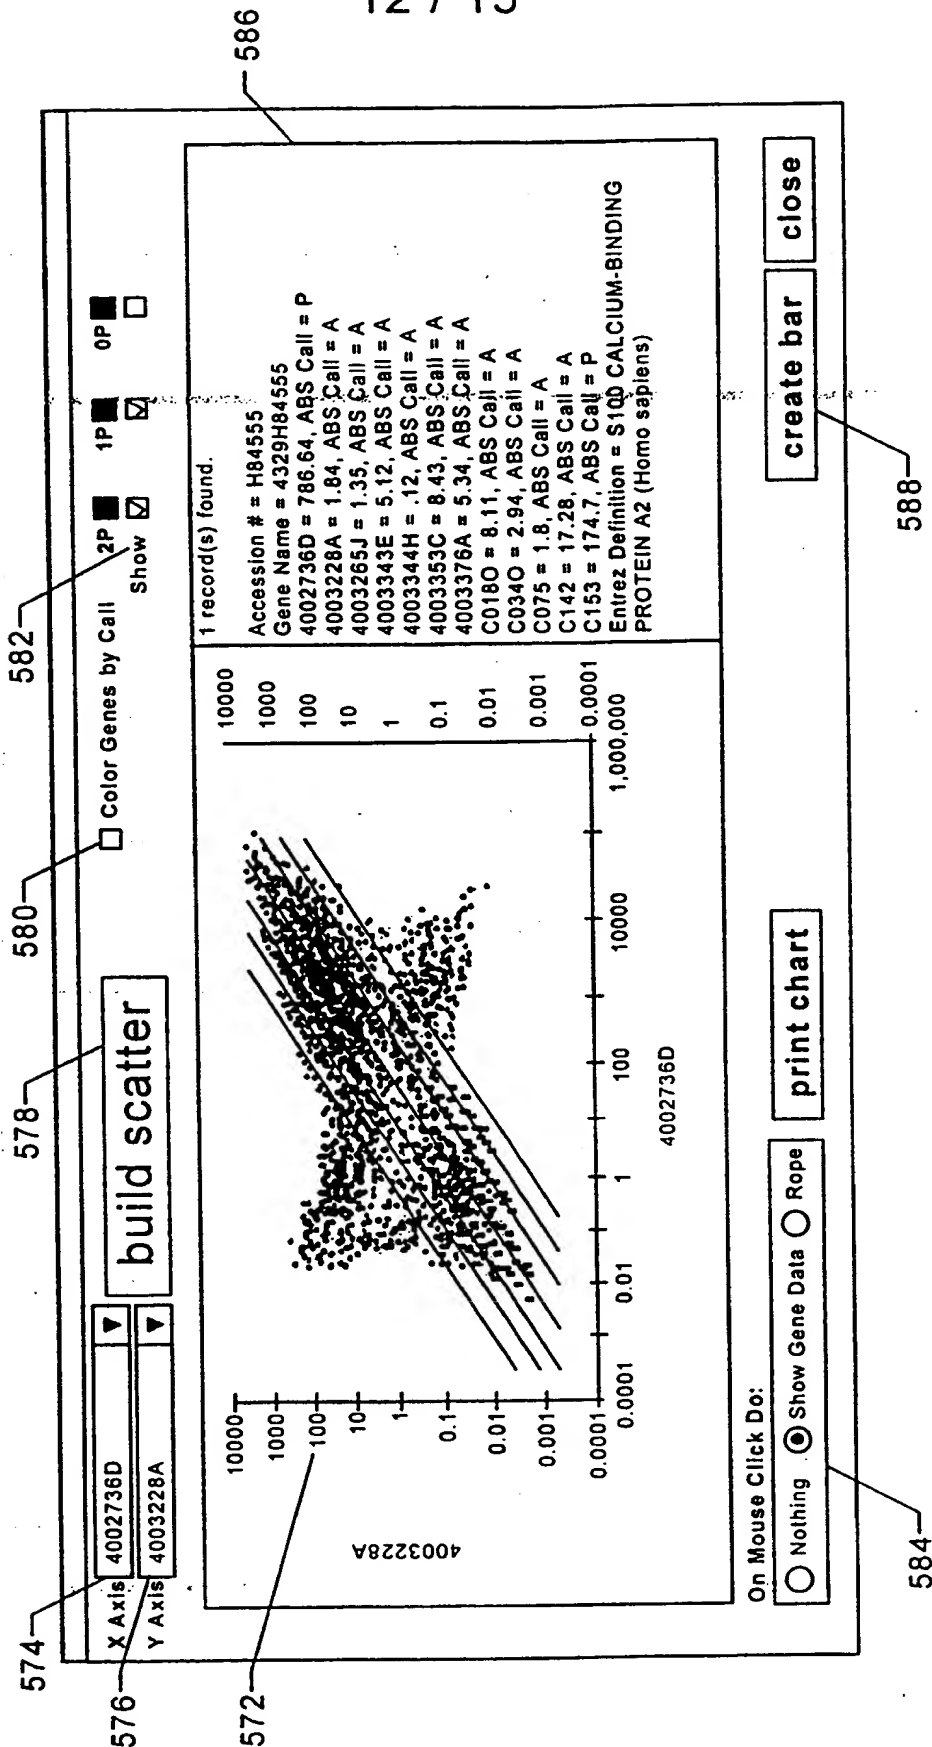 12 / 15
574
576
572
578
580
582
586
584
588
X Axis 4002736D ▼
Y Axis 4003228A ▼
build scatter
☐ Color Genes by Call
2P 1P 0P
Show ☑ ☑ ☐
4003228A
10000
1000
100
10
1
0.1
0.01
0.001
0.0001
10000
1000
100
10
1
0.1
0.01
0.001
0.0001
0.0001 0.01 1 100 10000 1,000,000
4002736D
1 record(s) found.
Accession # = H84555
Gene Name = 4329H84555
4002736D = 786.64, ABS Call = P
4003228A = 1.84, ABS Call = A
4003265J = 1.35, ABS Call = A
4003343E = 5.12, ABS Call = A
4003344H = .12, ABS Call = A
4003353C = 8.43, ABS Call = A
4003376A = 5.34, ABS Call = A
C018O = 8.11, ABS Call = A
C034O = 2.94, ABS Call = A
C075 = 1.8, ABS Call = A
C142 = 17.28, ABS Call = A
C153 = 174.7, ABS Call = P
Entrez Definition = S100 CALCIUM-BINDING
PROTEIN A2 (Homo sapiens)
On Mouse Click Do:
○ Nothing ◉ Show Gene Data ○ Rope
print chart
create bar
close